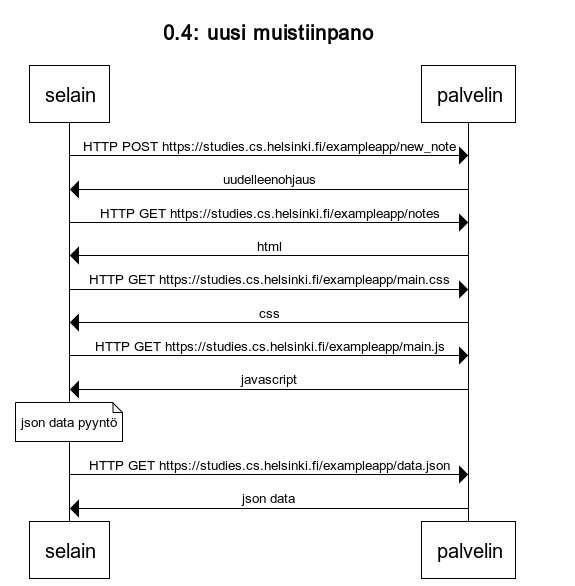 0.4: uusi muistiinpano
selain
palvelin
HTTP POST https://studies.cs.helsinki.fi/exampleapp/new_note
uudelleenohjaus
HTTP GET https://studies.cs.helsinki.fi/exampleapp/notes
html
HTTP GET https://studies.cs.helsinki.fi/exampleapp/main.css
css
HTTP GET https://studies.cs.helsinki.fi/exampleapp/main.js
javascript
json data pyyntö
HTTP GET https://studies.cs.helsinki.fi/exampleapp/data.json
json data
selain
palvelin